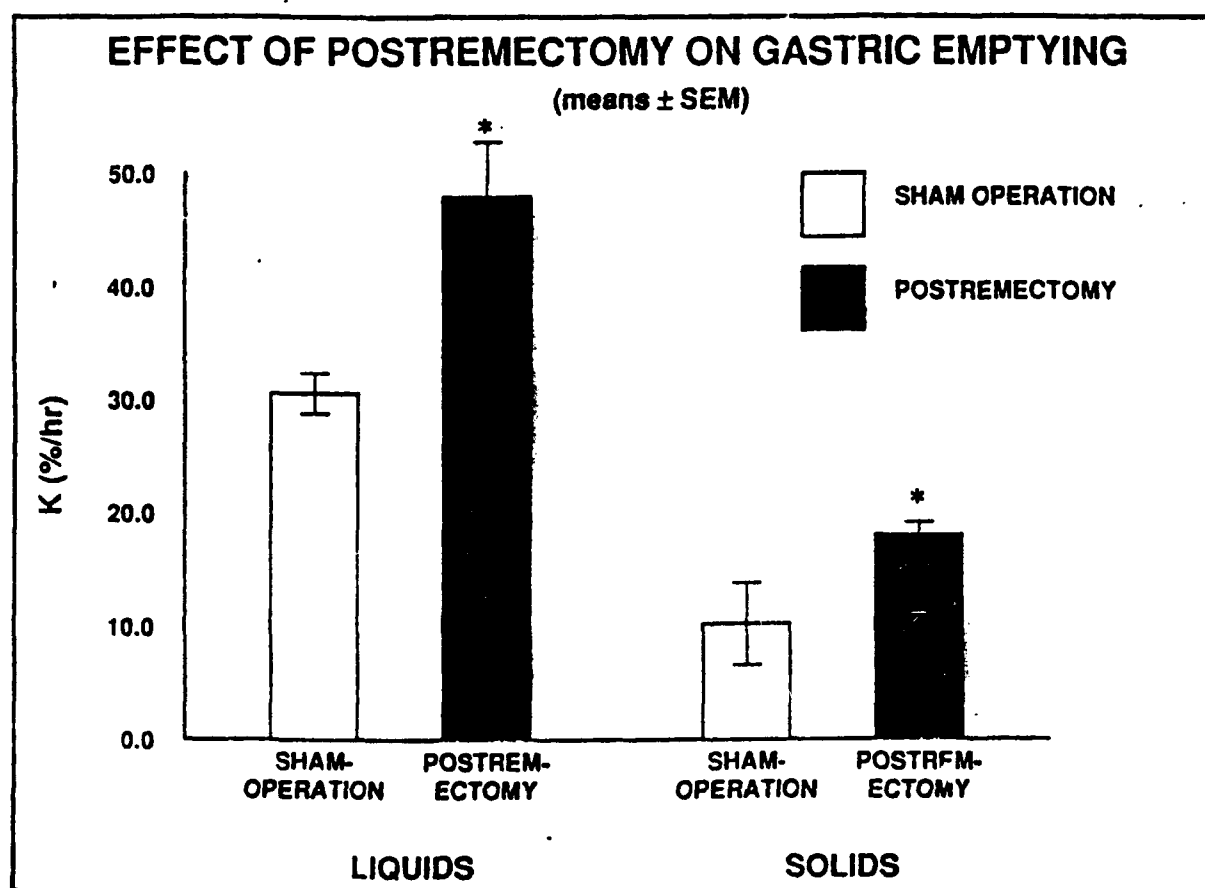 EFFECT OF POSTREMECTOMY ON GASTRIC EMPTYING
(means ± SEM)
*
50.0
SHAM OPERATION
40.0
POSTREMECTOMY
30.0
K (%/hr)
20.0
*
10.0
0.0
SHAM-
OPERATION
POSTREM-
ECTOMY
SHAM-
OPERATION
POSTREM-
ECTOMY
LIQUIDS
SOLIDS